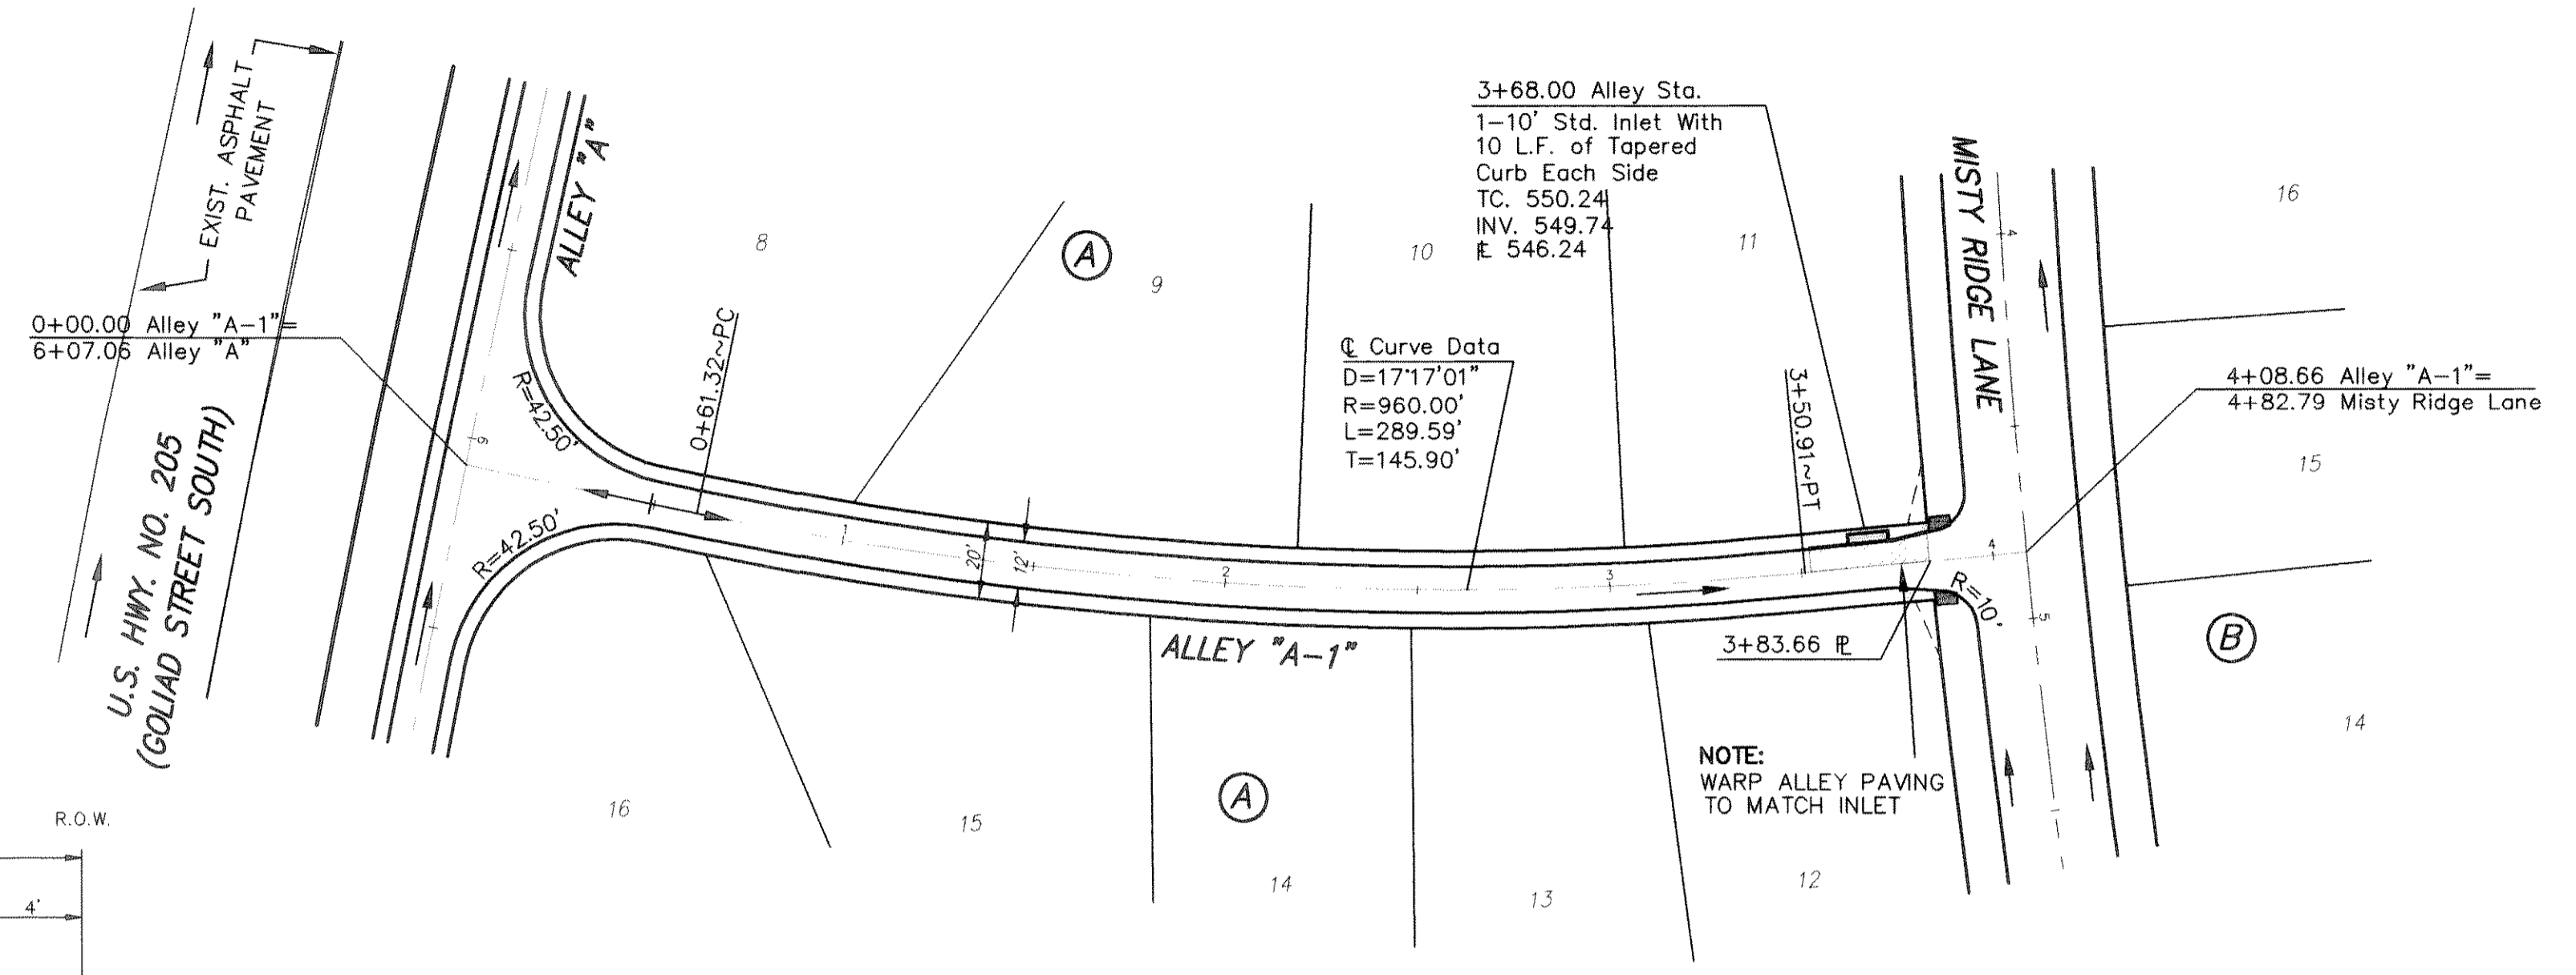 EXIST. ASPHALT
PAVEMENT
ALLEY "A"
0+00.00 Alley "A-1"=
6+07.06 Alley "A"
U.S. HWY. NO. 205
(GOLIAD STREET SOUTH)
R=42.50'
R=42.50'
0+61.32~PC
8
A
9
10
11
3+68.00 Alley Sta.
1-10' Std. Inlet With
10 L.F. of Tapered
Curb Each Side
TC. 550.24
INV. 549.74
FL 546.24
CL Curve Data
D=17°17'01"
R=960.00'
L=289.59'
T=145.90'
3+50.91~PT
MISTY RIDGE LANE
16
15
4+08.66 Alley "A-1"=
4+82.79 Misty Ridge Lane
6
1
20'
12'
2
3
4
4
5
R=10'
3+83.66 PL
ALLEY "A-1"
B
14
NOTE:
WARP ALLEY PAVING
TO MATCH INLET
16
15
A
14
13
12
R.O.W.
4'